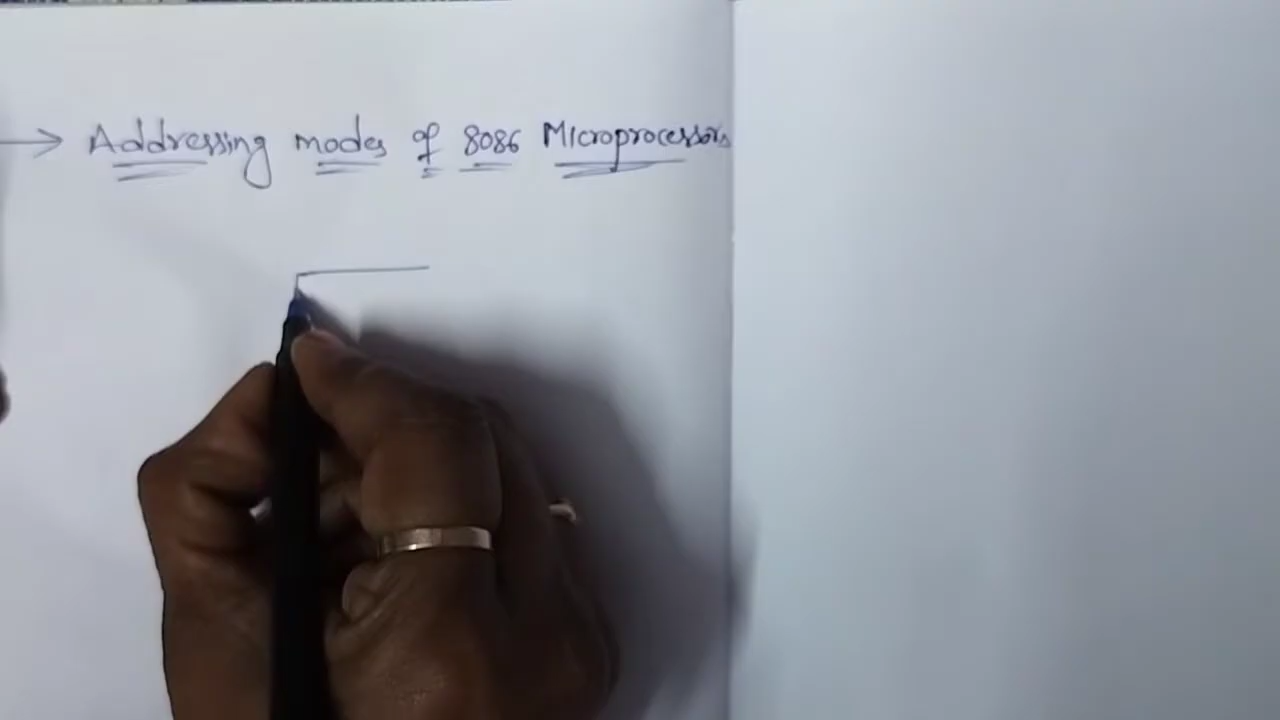 → Addressing modes of 8086 Microprocessors